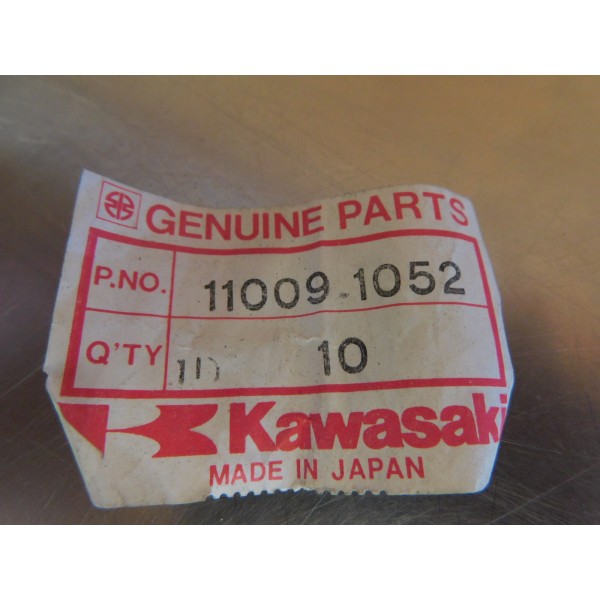 GENUINE PARTS
P.NO. 11009-1052
Q'TY 10
Kawasaki
MADE IN JAPAN